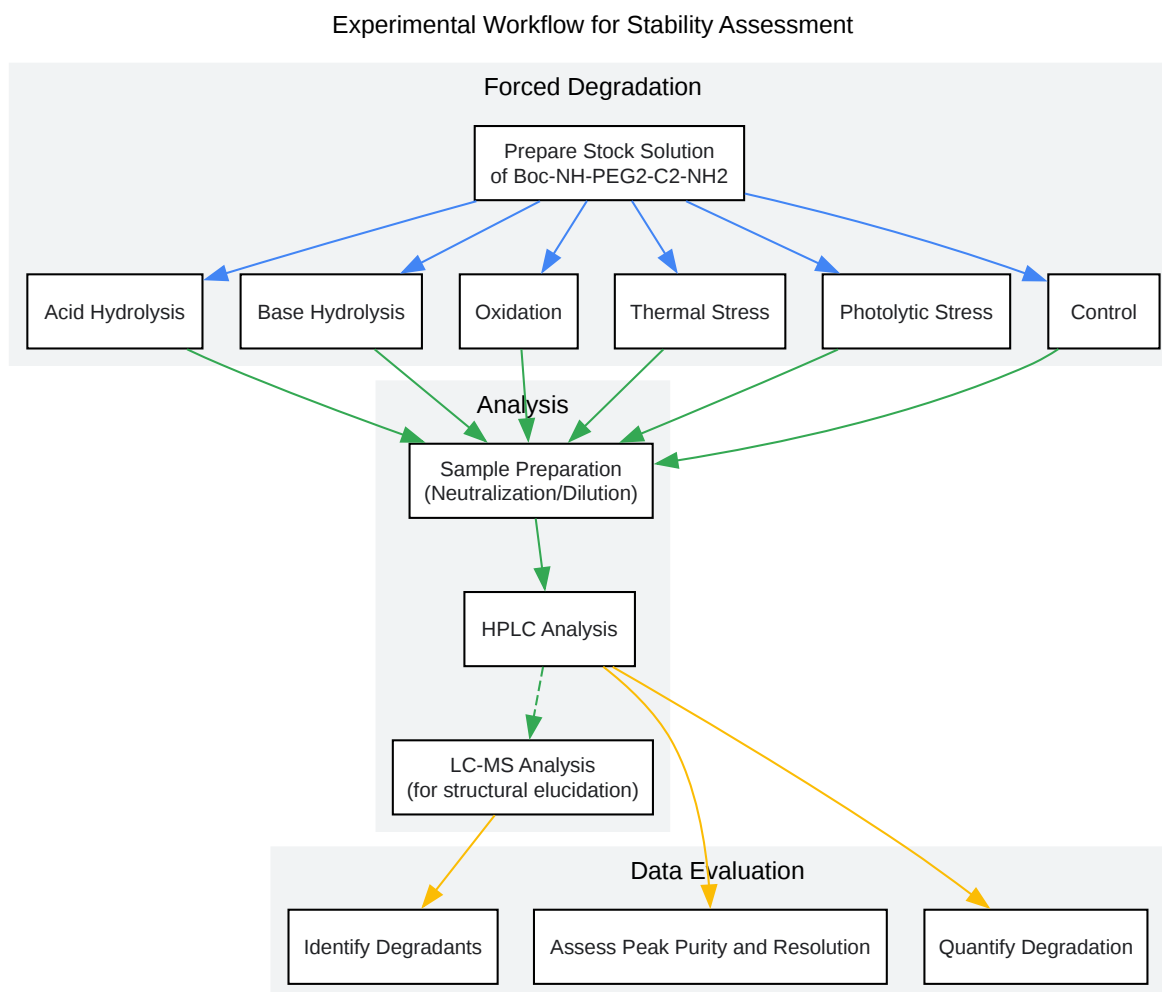 Experimental Workflow for Stability Assessment
Forced Degradation
Prepare Stock Solution
of Boc-NH-PEG2-C2-NH2
Acid Hydrolysis
Base Hydrolysis
Oxidation
Thermal Stress
Photolytic Stress
Control
Analysis
Sample Preparation
(Neutralization/Dilution)
HPLC Analysis
LC-MS Analysis
(for structural elucidation)
Data Evaluation
Identify Degradants
Assess Peak Purity and Resolution
Quantify Degradation